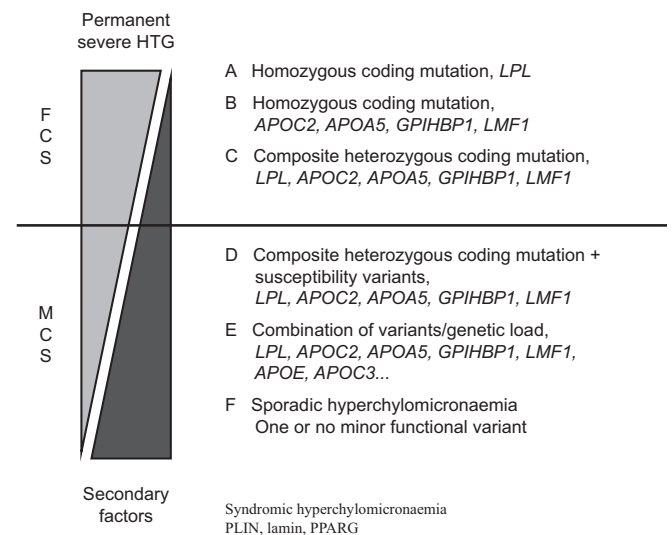 Permanent
severe HTG
F
C
S
A Homozygous coding mutation, LPL
B Homozygous coding mutation,
APOC2, APOA5, GPIHBP1, LMF1
C Composite heterozygous coding mutation,
LPL, APOC2, APOA5, GPIHBP1, LMF1
M
C
S
D Composite heterozygous coding mutation +
susceptibility variants,
LPL, APOC2, APOA5, GPIHBP1, LMF1
E Combination of variants/genetic load,
LPL, APOC2, APOA5, GPIHBP1, LMF1,
APOE, APOC3...
F Sporadic hyperchylomicronaemia
One or no minor functional variant
Secondary
factors
Syndromic hyperchylomicronaemia
PLIN, lamin, PPARG